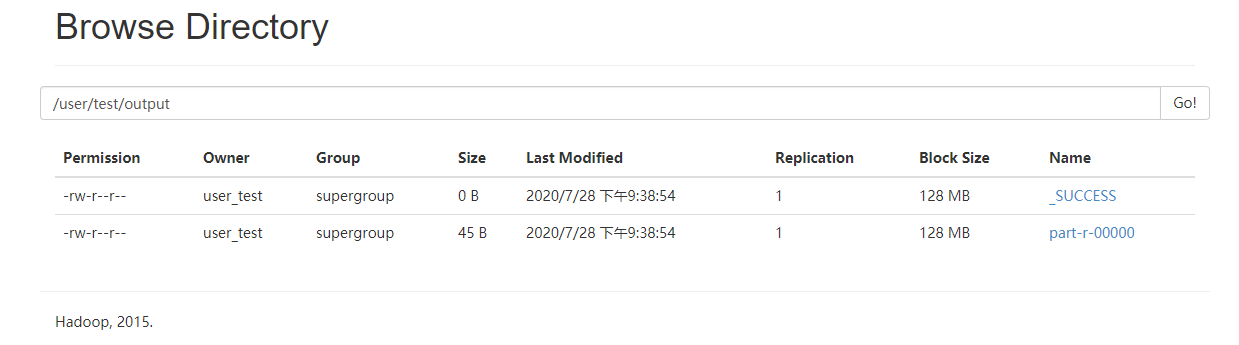 Browse Directory
/user/test/output Go!
Permission Owner Group Size Last Modified Replication Block Size Name
-rw-r--r-- user_test supergroup 0 B 2020/7/28 下午9:38:54 1 128 MB _SUCCESS
-rw-r--r-- user_test supergroup 45 B 2020/7/28 下午9:38:54 1 128 MB part-r-00000
Hadoop, 2015.